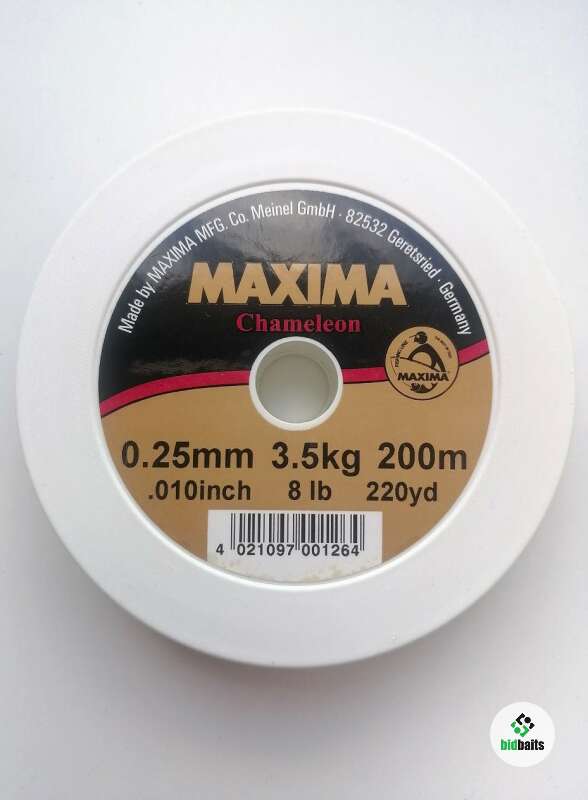 Made by MAXIMA MFG. Co. Meinel GmbH · 82532 Geretsried · Germany
MAXIMA
Chameleon
MAXIMA
0.25mm 3.5kg 200m
.010inch 8 lb 220yd
4 021097 001264
bidbaits